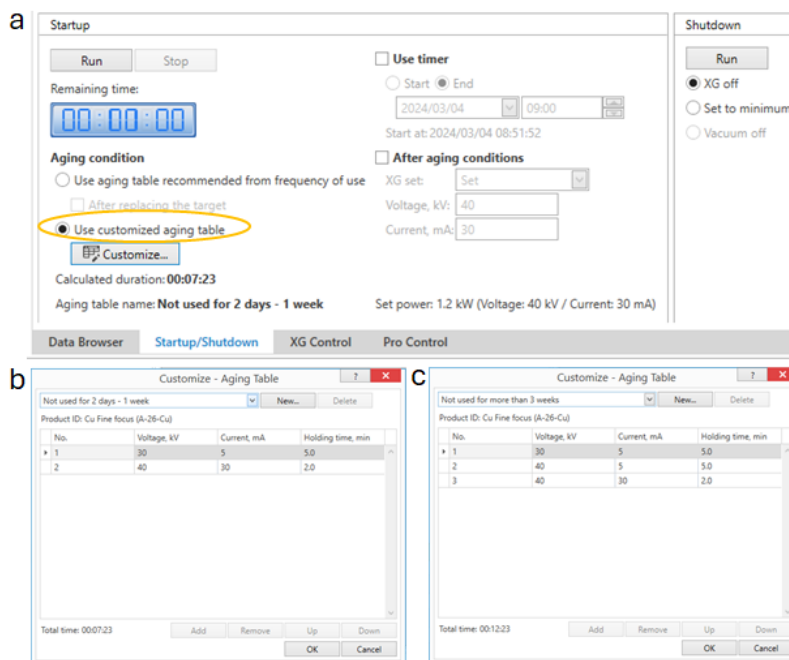 a
Startup
Run Stop
Remaining time:
00:00:00
Aging condition
Use aging table recommended from frequency of use
After replacing the target
Use customized aging table
Customize...
Calculated duration: 00:07:23
Aging table name: Not used for 2 days - 1 week
Use timer
Start End
2024/03/04 09:00
Start at: 2024/03/04 08:51:52
After aging conditions
XG set: Set
Voltage, kV: 40
Current, mA: 30
Set power: 1.2 kW (Voltage: 40 kV / Current: 30 mA)
Shutdown
Run
XG off
Set to minimum
Vacuum off
Data Browser Startup/Shutdown XG Control Pro Control
b
Customize - Aging Table ? ×
Not used for 2 days - 1 week New... Delete
Product ID: Cu Fine focus (A-26-Cu)
No. Voltage, kV Current, mA Holding time, min
1 30 5 5.0
2 40 30 2.0
Total time: 00:07:23 Add Remove Up Down
OK Cancel
c
Customize - Aging Table ? ×
Not used for more than 3 weeks New... Delete
Product ID: Cu Fine focus (A-26-Cu)
No. Voltage, kV Current, mA Holding time, min
1 30 5 5.0
2 40 5 5.0
3 40 30 2.0
Total time: 00:12:23 Add Remove Up Down
OK Cancel